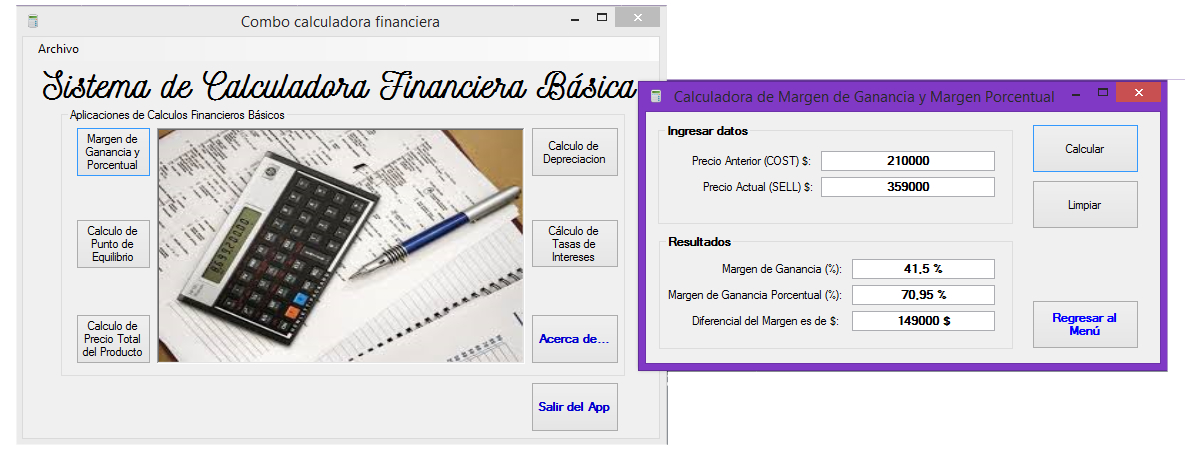 Combo calculadora financiera
Archivo
Sistema de Calculadora Financiera Básica
Aplicaciones de Calculos Financieros Básicos
Margen de
Ganancia y
Porcentual
Calculo de
Punto de
Equilibrio
Calculo de
Precio Total
del Producto
8,699,200.00
Calculo de
Depreciacion
Cálculo de
Tasas de
Intereses
Acerca de...
Salir del App
Calculadora de Margen de Ganancia y Margen Porcentual
Ingresar datos
Precio Anterior (COST) $: 210000
Precio Actual (SELL) $: 359000
Calcular
Limpiar
Resultados
Margen de Ganancia (%): 41,5 %
Margen de Ganancia Porcentual (%): 70,95 %
Diferencial del Margen es de $: 149000 $
Regresar al
Menú